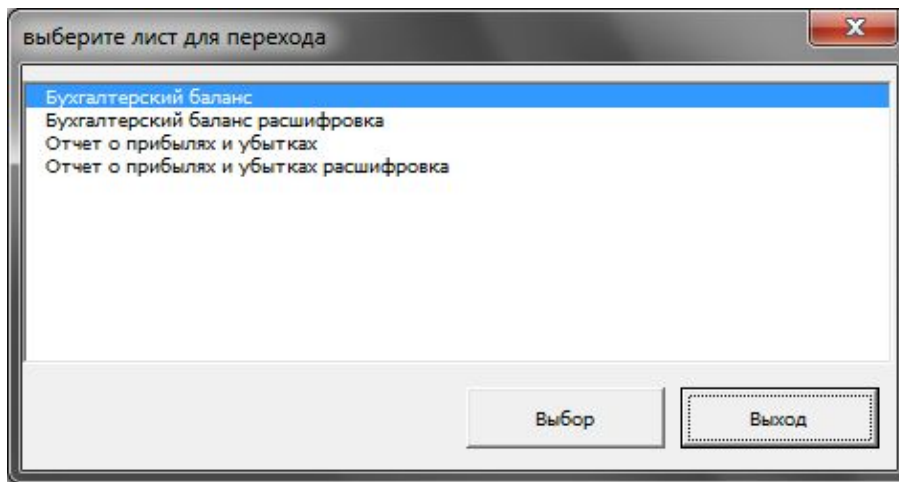 выберите лист для перехода
Бухгалтерский баланс
Бухгалтерский баланс расшифровка
Отчет о прибылях и убытках
Отчет о прибылях и убытках расшифровка
Выбор
Выход